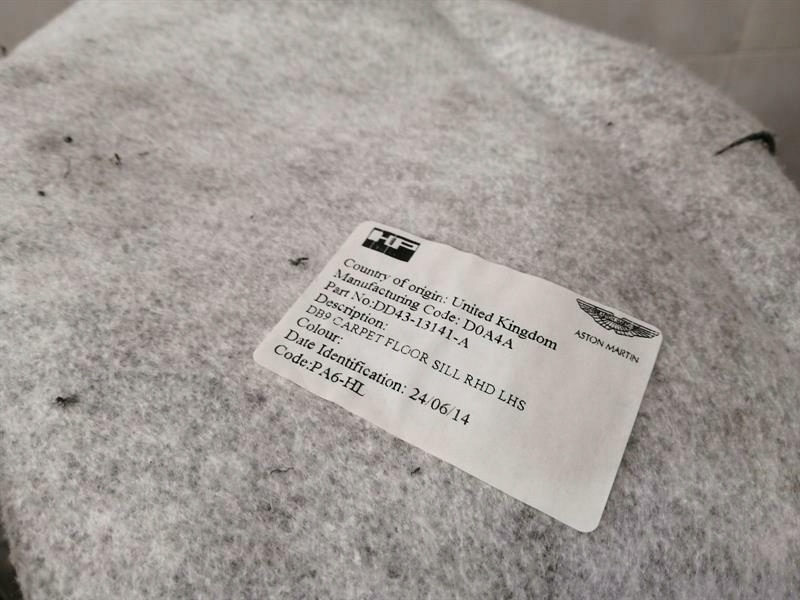 HP
Country of origin: United Kingdom
Manufacturing Code: D0A4A
Part No:DD43-13141-A
Description:
DB9 CARPET FLOOR SILL RHD LHS
Colour:
Date Identification: 24/06/14
Code:PA6-HL
ASTON MARTIN